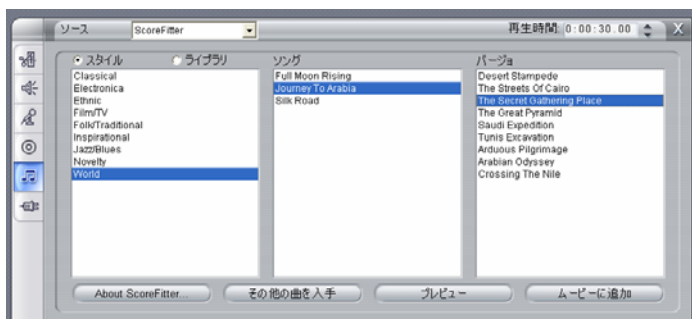 ソース ScoreFitter 再生時間 0:00:30.00 X
スタイル ライブラリ ソング バージョ
Classical
Electronica
Ethnic
Film/TV
Folk/Traditional
Inspirational
Jazz/Blues
Novelty
World
Full Moon Rising
Journey To Arabia
Silk Road
Desert Stampede
The Streets Of Cairo
The Secret Gathering Place
The Great Pyramid
Saudi Expedition
Tunis Excavation
Arduous Pilgrimage
Arabian Odyssey
Crossing The Nile
About ScoreFitter... その他の曲を入手 プレビュー ムービーに追加